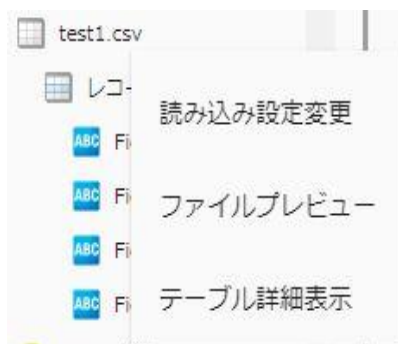 test1.csv
レコー
読み込み設定変更
ABC Fi
ABC Fi
ファイルプレビュー
ABC Fi
ABC Fi
テーブル詳細表示